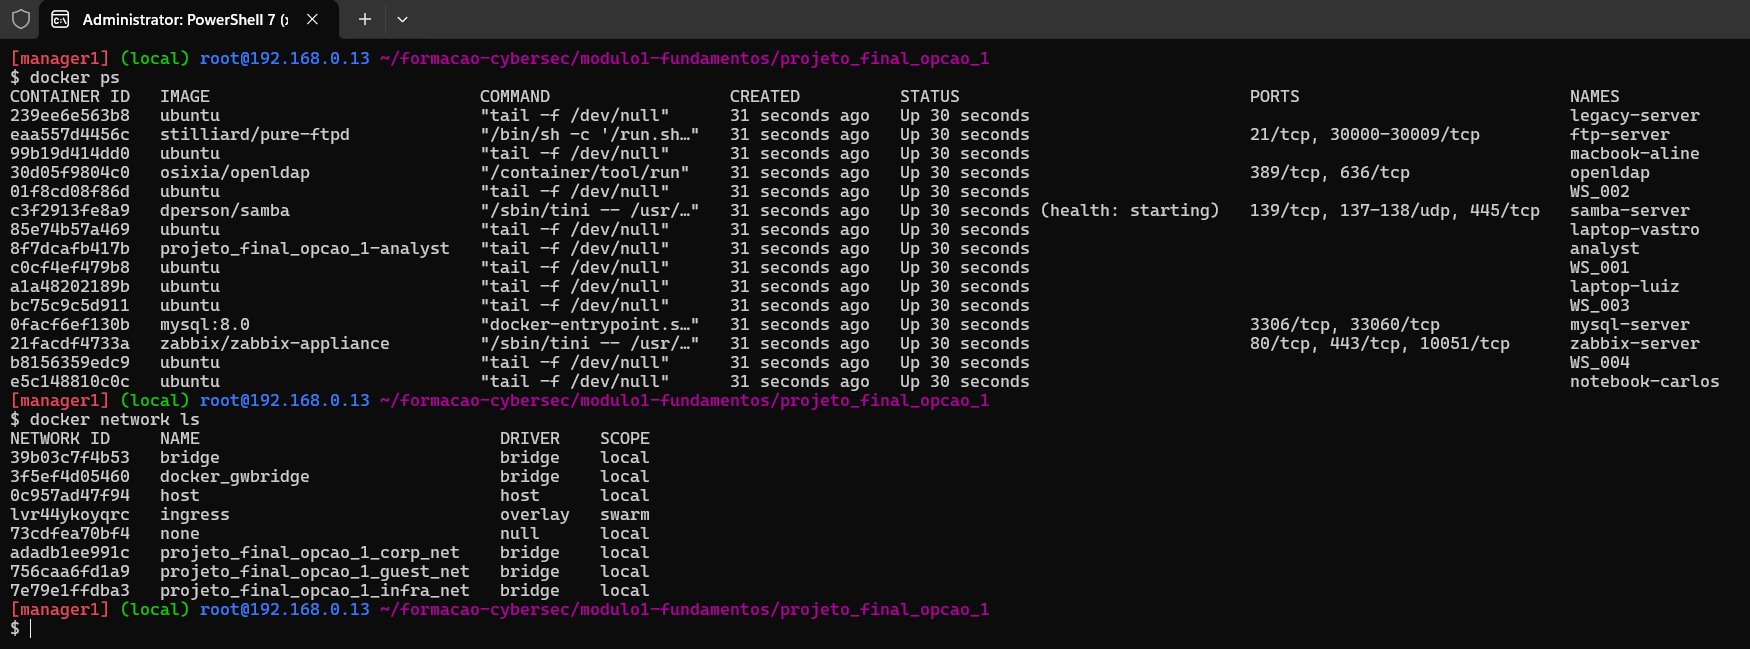 Administrator: PowerShell 7 (x
[manager1] (local) root@192.168.0.13 ~/formacao-cybersec/modulo1-fundamentos/projeto_final_opcao_1
$ docker ps
CONTAINER ID   IMAGE                        COMMAND                  CREATED          STATUS                             PORTS                           NAMES
239ee6e563b8   ubuntu                       "tail -f /dev/null"      31 seconds ago   Up 30 seconds                                                      legacy-server
eaa557d4456c   stilliard/pure-ftpd          "/bin/sh -c '/run.sh…"   31 seconds ago   Up 30 seconds                      21/tcp, 30000-30009/tcp         ftp-server
99b19d414dd0   ubuntu                       "tail -f /dev/null"      31 seconds ago   Up 30 seconds                                                      macbook-aline
30d05f9804c0   osixia/openldap              "/container/tool/run"    31 seconds ago   Up 30 seconds                      389/tcp, 636/tcp                openldap
01f8cd08f86d   ubuntu                       "tail -f /dev/null"      31 seconds ago   Up 30 seconds                                                      WS_002
c3f2913fe8a9   dperson/samba                "/sbin/tini -- /usr/…"   31 seconds ago   Up 30 seconds (health: starting)   139/tcp, 137-138/udp, 445/tcp   samba-server
85e74b57a469   ubuntu                       "tail -f /dev/null"      31 seconds ago   Up 30 seconds                                                      laptop-vastro
8f7dcafb417b   projeto_final_opcao_1-analyst   "tail -f /dev/null"      31 seconds ago   Up 30 seconds                                                      analyst
c0cf4ef479b8   ubuntu                       "tail -f /dev/null"      31 seconds ago   Up 30 seconds                                                      WS_001
a1a48202189b   ubuntu                       "tail -f /dev/null"      31 seconds ago   Up 30 seconds                                                      laptop-luiz
bc75c9c5d911   ubuntu                       "tail -f /dev/null"      31 seconds ago   Up 30 seconds                                                      WS_003
0facf6ef130b   mysql:8.0                    "docker-entrypoint.s…"   31 seconds ago   Up 30 seconds                      3306/tcp, 33060/tcp             mysql-server
21facdf4733a   zabbix/zabbix-appliance      "/sbin/tini -- /usr/…"   31 seconds ago   Up 30 seconds                      80/tcp, 443/tcp, 10051/tcp      zabbix-server
b8156359edc9   ubuntu                       "tail -f /dev/null"      31 seconds ago   Up 30 seconds                                                      WS_004
e5c148810c0c   ubuntu                       "tail -f /dev/null"      31 seconds ago   Up 30 seconds                                                      notebook-carlos
[manager1] (local) root@192.168.0.13 ~/formacao-cybersec/modulo1-fundamentos/projeto_final_opcao_1
$ docker network ls
NETWORK ID     NAME                              DRIVER    SCOPE
39b03c7f4b53   bridge                            bridge    local
3f5ef4d05460   docker_gwbridge                   bridge    local
0c957ad47f94   host                              host      local
lvr44ykoyqrc   ingress                           overlay   swarm
73cdfea70bf4   none                              null      local
adadb1ee991c   projeto_final_opcao_1_corp_net    bridge    local
756caa6fd1a9   projeto_final_opcao_1_guest_net   bridge    local
7e79e1ffdba3   projeto_final_opcao_1_infra_net   bridge    local
[manager1] (local) root@192.168.0.13 ~/formacao-cybersec/modulo1-fundamentos/projeto_final_opcao_1
$